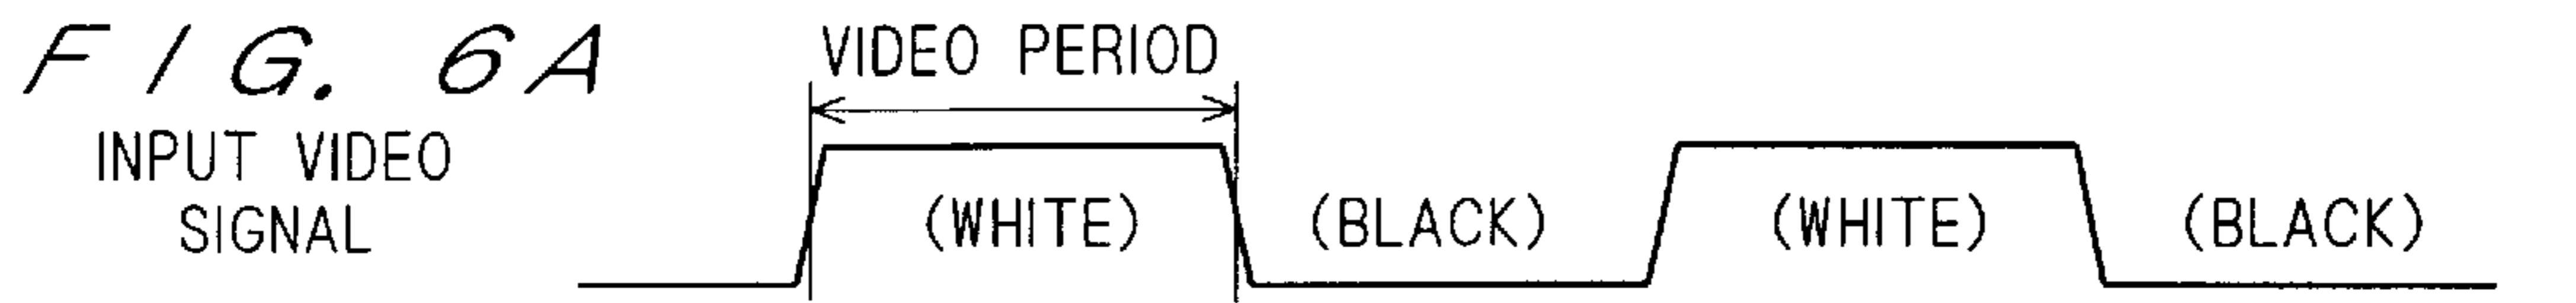 FIG. 6A
VIDEO PERIOD
INPUT VIDEO
SIGNAL
(WHITE) (BLACK) (WHITE) (BLACK)